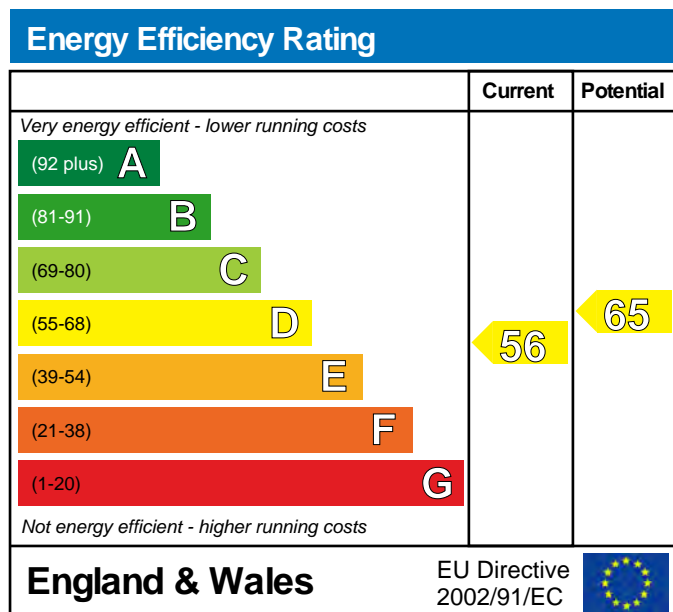 Energy Efficiency Rating
Current Potential
Very energy efficient - lower running costs
(92 plus) A
(81-91) B
(69-80) C
(55-68) D
(39-54) E
(21-38) F
(1-20) G
56
65
Not energy efficient - higher running costs
England & Wales
EU Directive
2002/91/EC